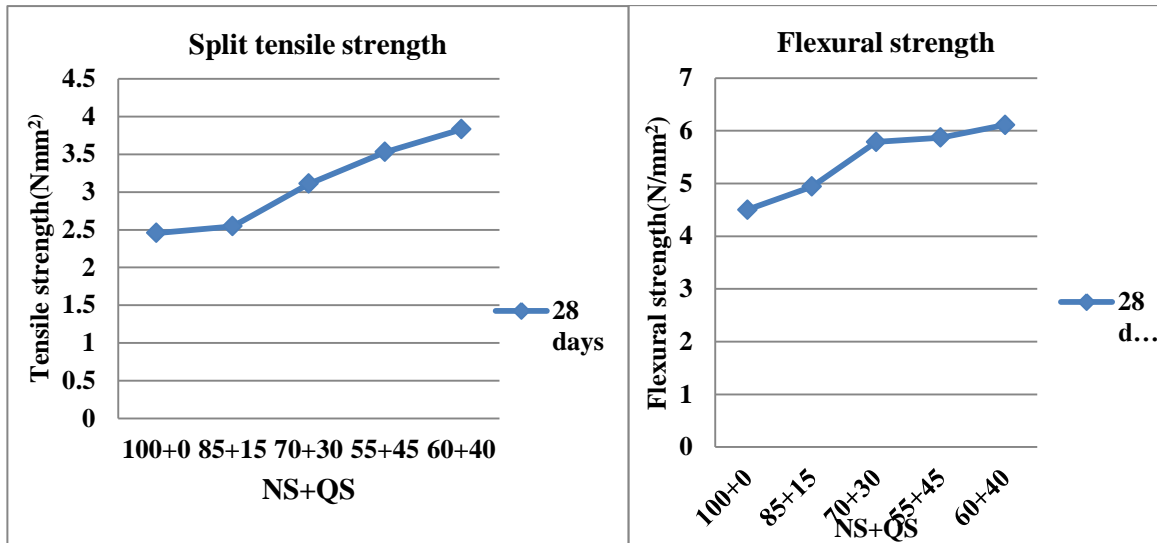 Split tensile strength
Tensile strength(Nmm²)
4.5
4
3.5
3
2.5
2
1.5
1
0.5
0
100+0 85+15 70+30 55+45 60+40
NS+QS
28
days
Flexural strength
Flexural strength(N/mm²)
7
6
5
4
3
2
1
0
100+0
85+15
70+30
55+45
60+40
NS+QS
28
d…